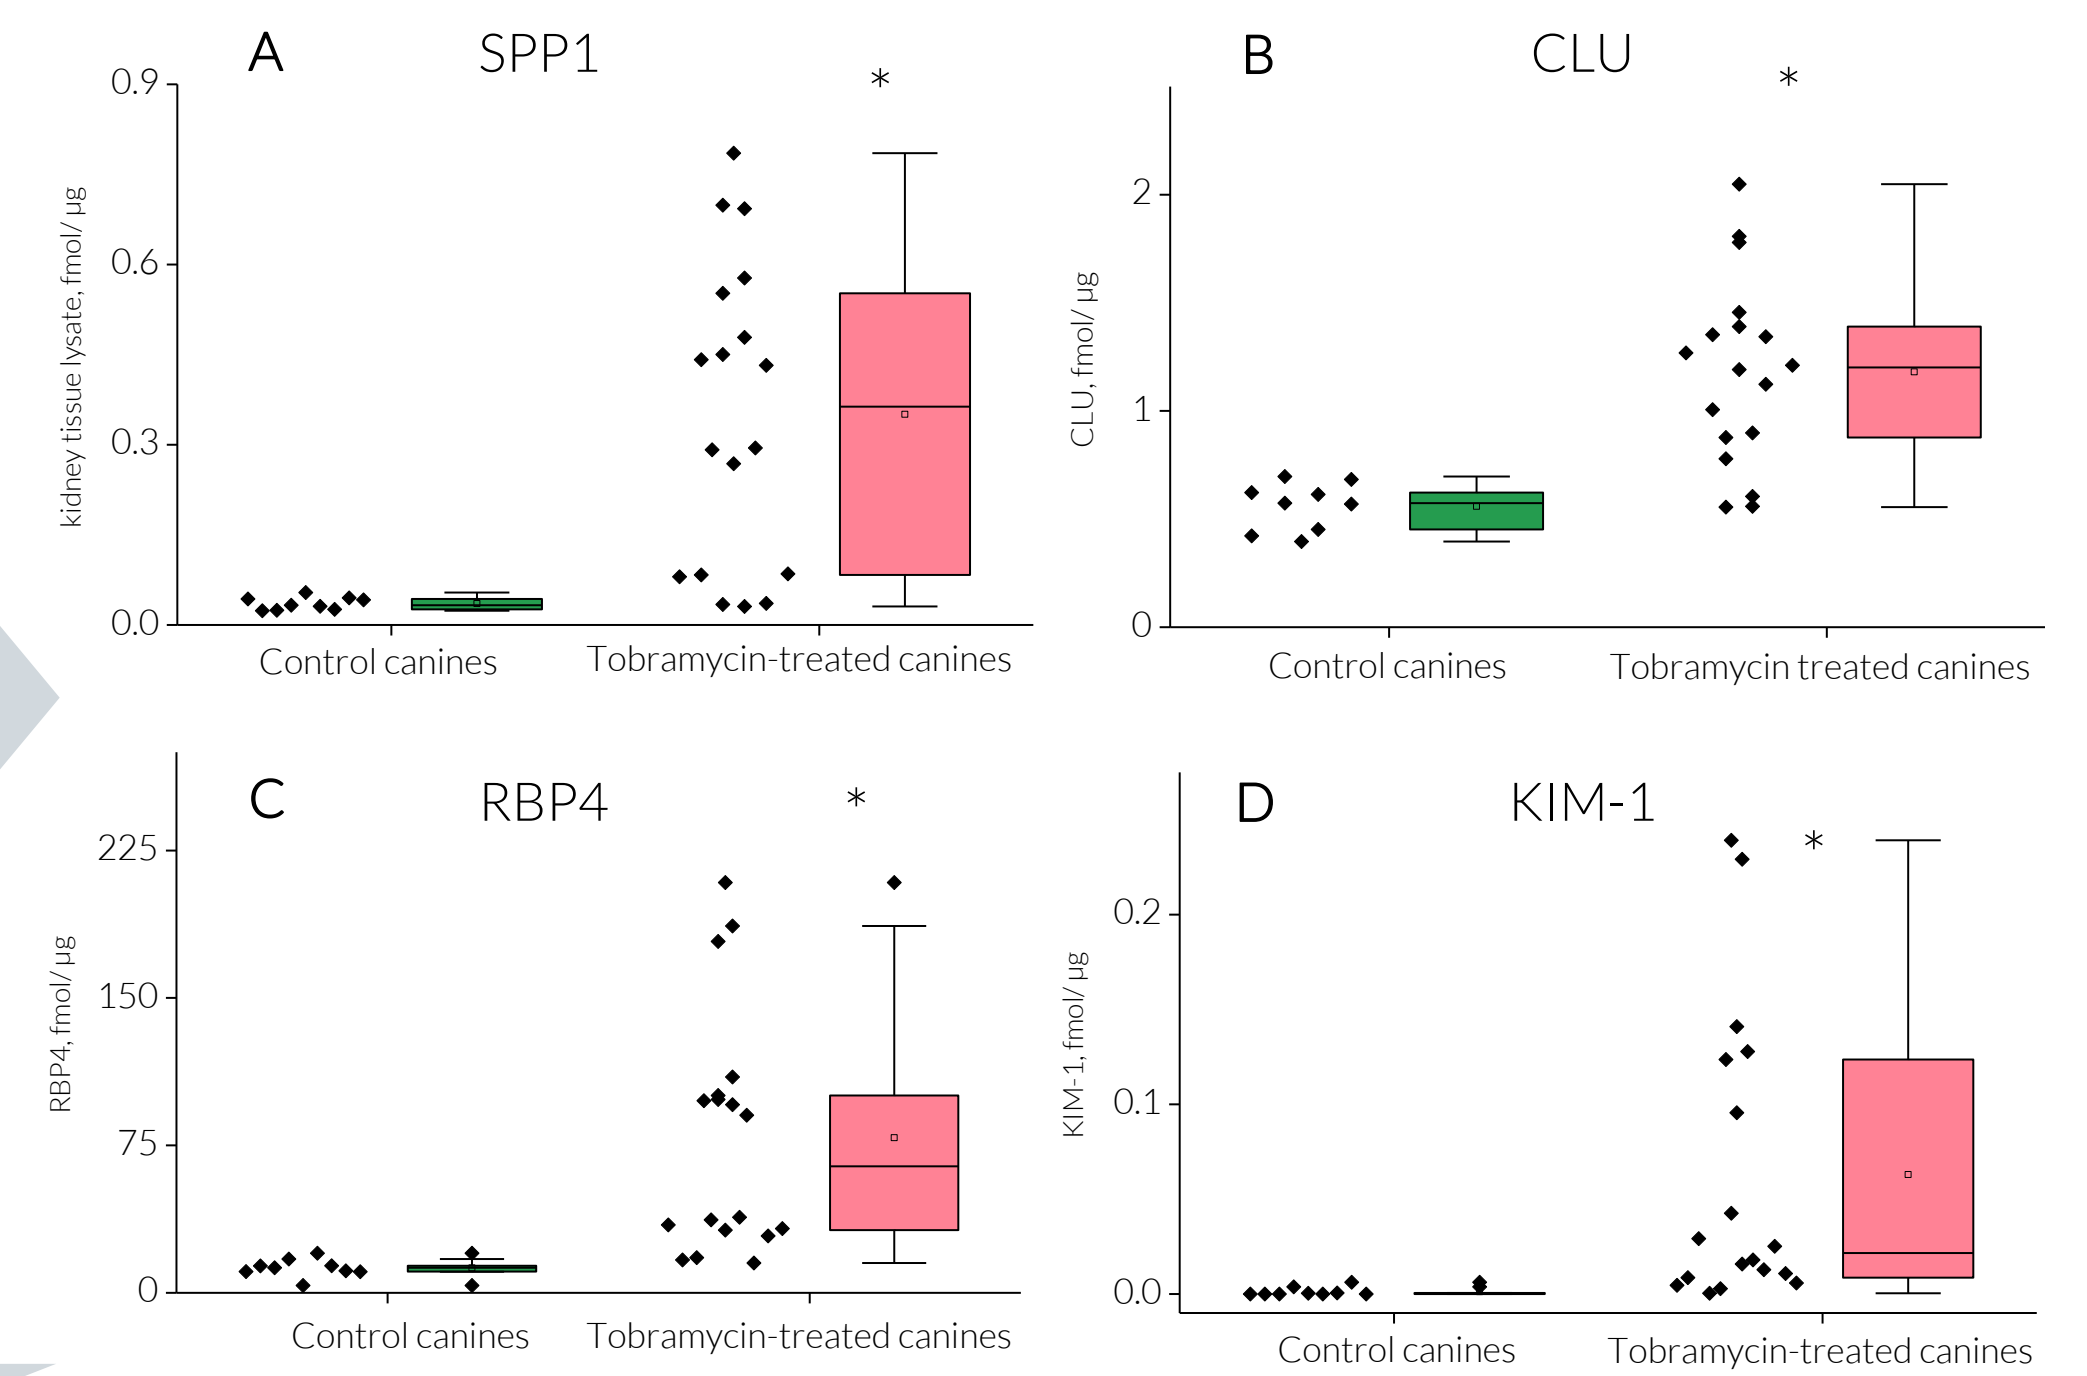 A
SPP1
*
0.9
0.6
0.3
0.0
kidney tissue lysate, fmol/ µg
Control canines
Tobramycin-treated canines
B
CLU
*
2
1
0
CLU, fmol/ µg
Control canines
Tobramycin treated canines
C
RBP4
*
225
150
75
0
RBP4, fmol/ µg
Control canines
Tobramycin-treated canines
D
KIM-1
*
0.2
0.1
0.0
KIM-1, fmol/ µg
Control canines
Tobramycin-treated canines